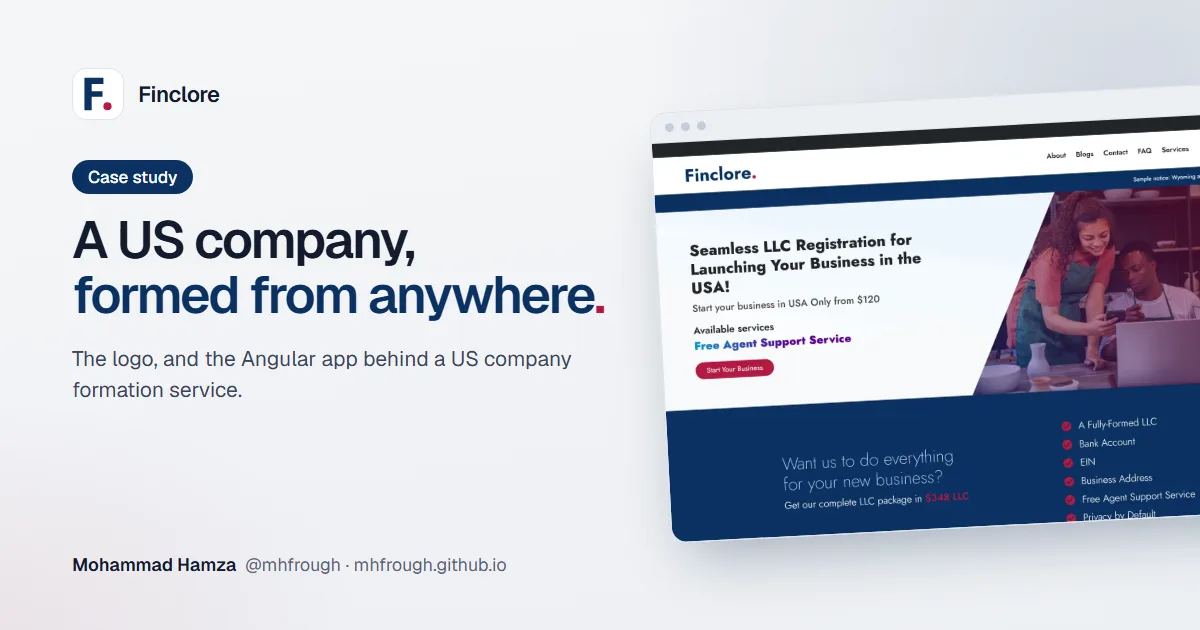 F.
Finclore
Case study
A US company,
formed from anywhere.
The logo, and the Angular app behind a US company
formation service.
Mohammad Hamza @mhfrough · mhfrough.github.io
Finclore.
About Blogs Contact FAQ Services
Sample notice: Wyoming
Seamless LLC Registration for
Launching Your Business in the
USA!
Start your business in USA Only from $120
Available services
Free Agent Support Service
Start Your Business
Want us to do everything
for your new business?
Get our complete LLC package in $348 LLC
A Fully-Formed LLC
Bank Account
EIN
Business Address
Free Agent Support Service
Privacy by Default